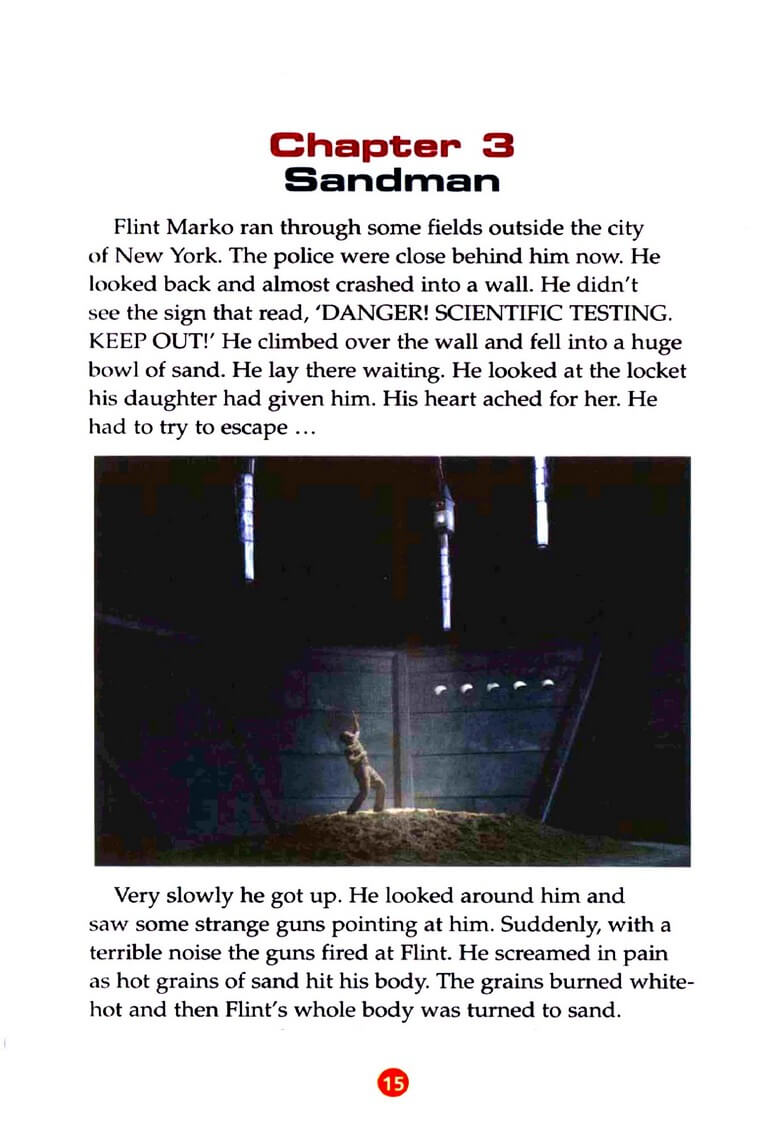 Chapter 3
Sandman
Flint Marko ran through some fields outside the city
of New York. The police were close behind him now. He
looked back and almost crashed into a wall. He didn't
see the sign that read, ‘DANGER! SCIENTIFIC TESTING.
KEEP OUT!’ He climbed over the wall and fell into a huge
bowl of sand. He lay there waiting. He looked at the locket
his daughter had given him. His heart ached for her. He
had to try to escape …
Very slowly he got up. He looked around him and
saw some strange guns pointing at him. Suddenly, with a
terrible noise the guns fired at Flint. He screamed in pain
as hot grains of sand hit his body. The grains burned white-
hot and then Flint's whole body was turned to sand.
15